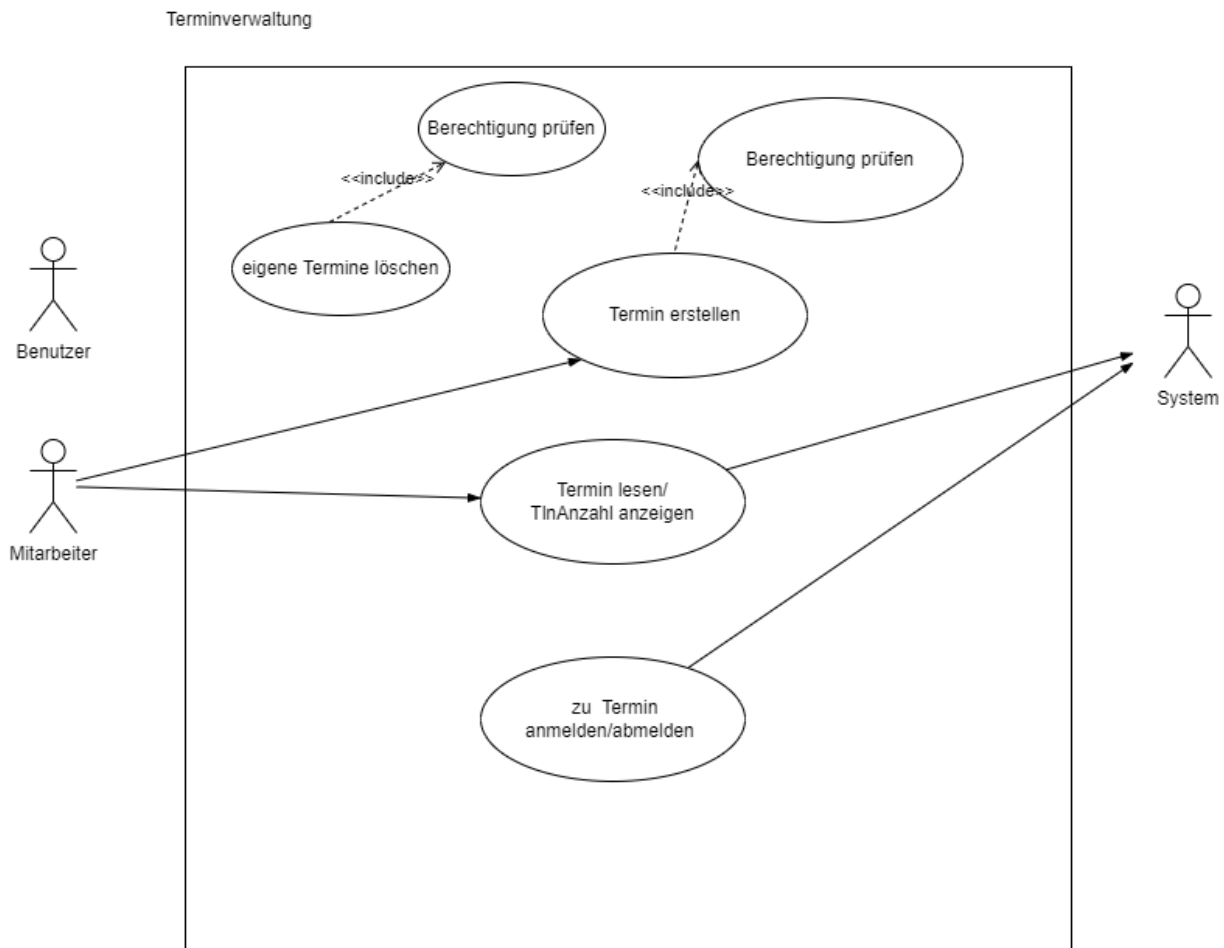 Terminverwaltung
Berechtigung prüfen
Berechtigung prüfen
<<include>>
<<include>>
eigene Termine löschen
Termin erstellen
Benutzer
System
Termin lesen/
TlnAnzahl anzeigen
Mitarbeiter
zu Termin
anmelden/abmelden